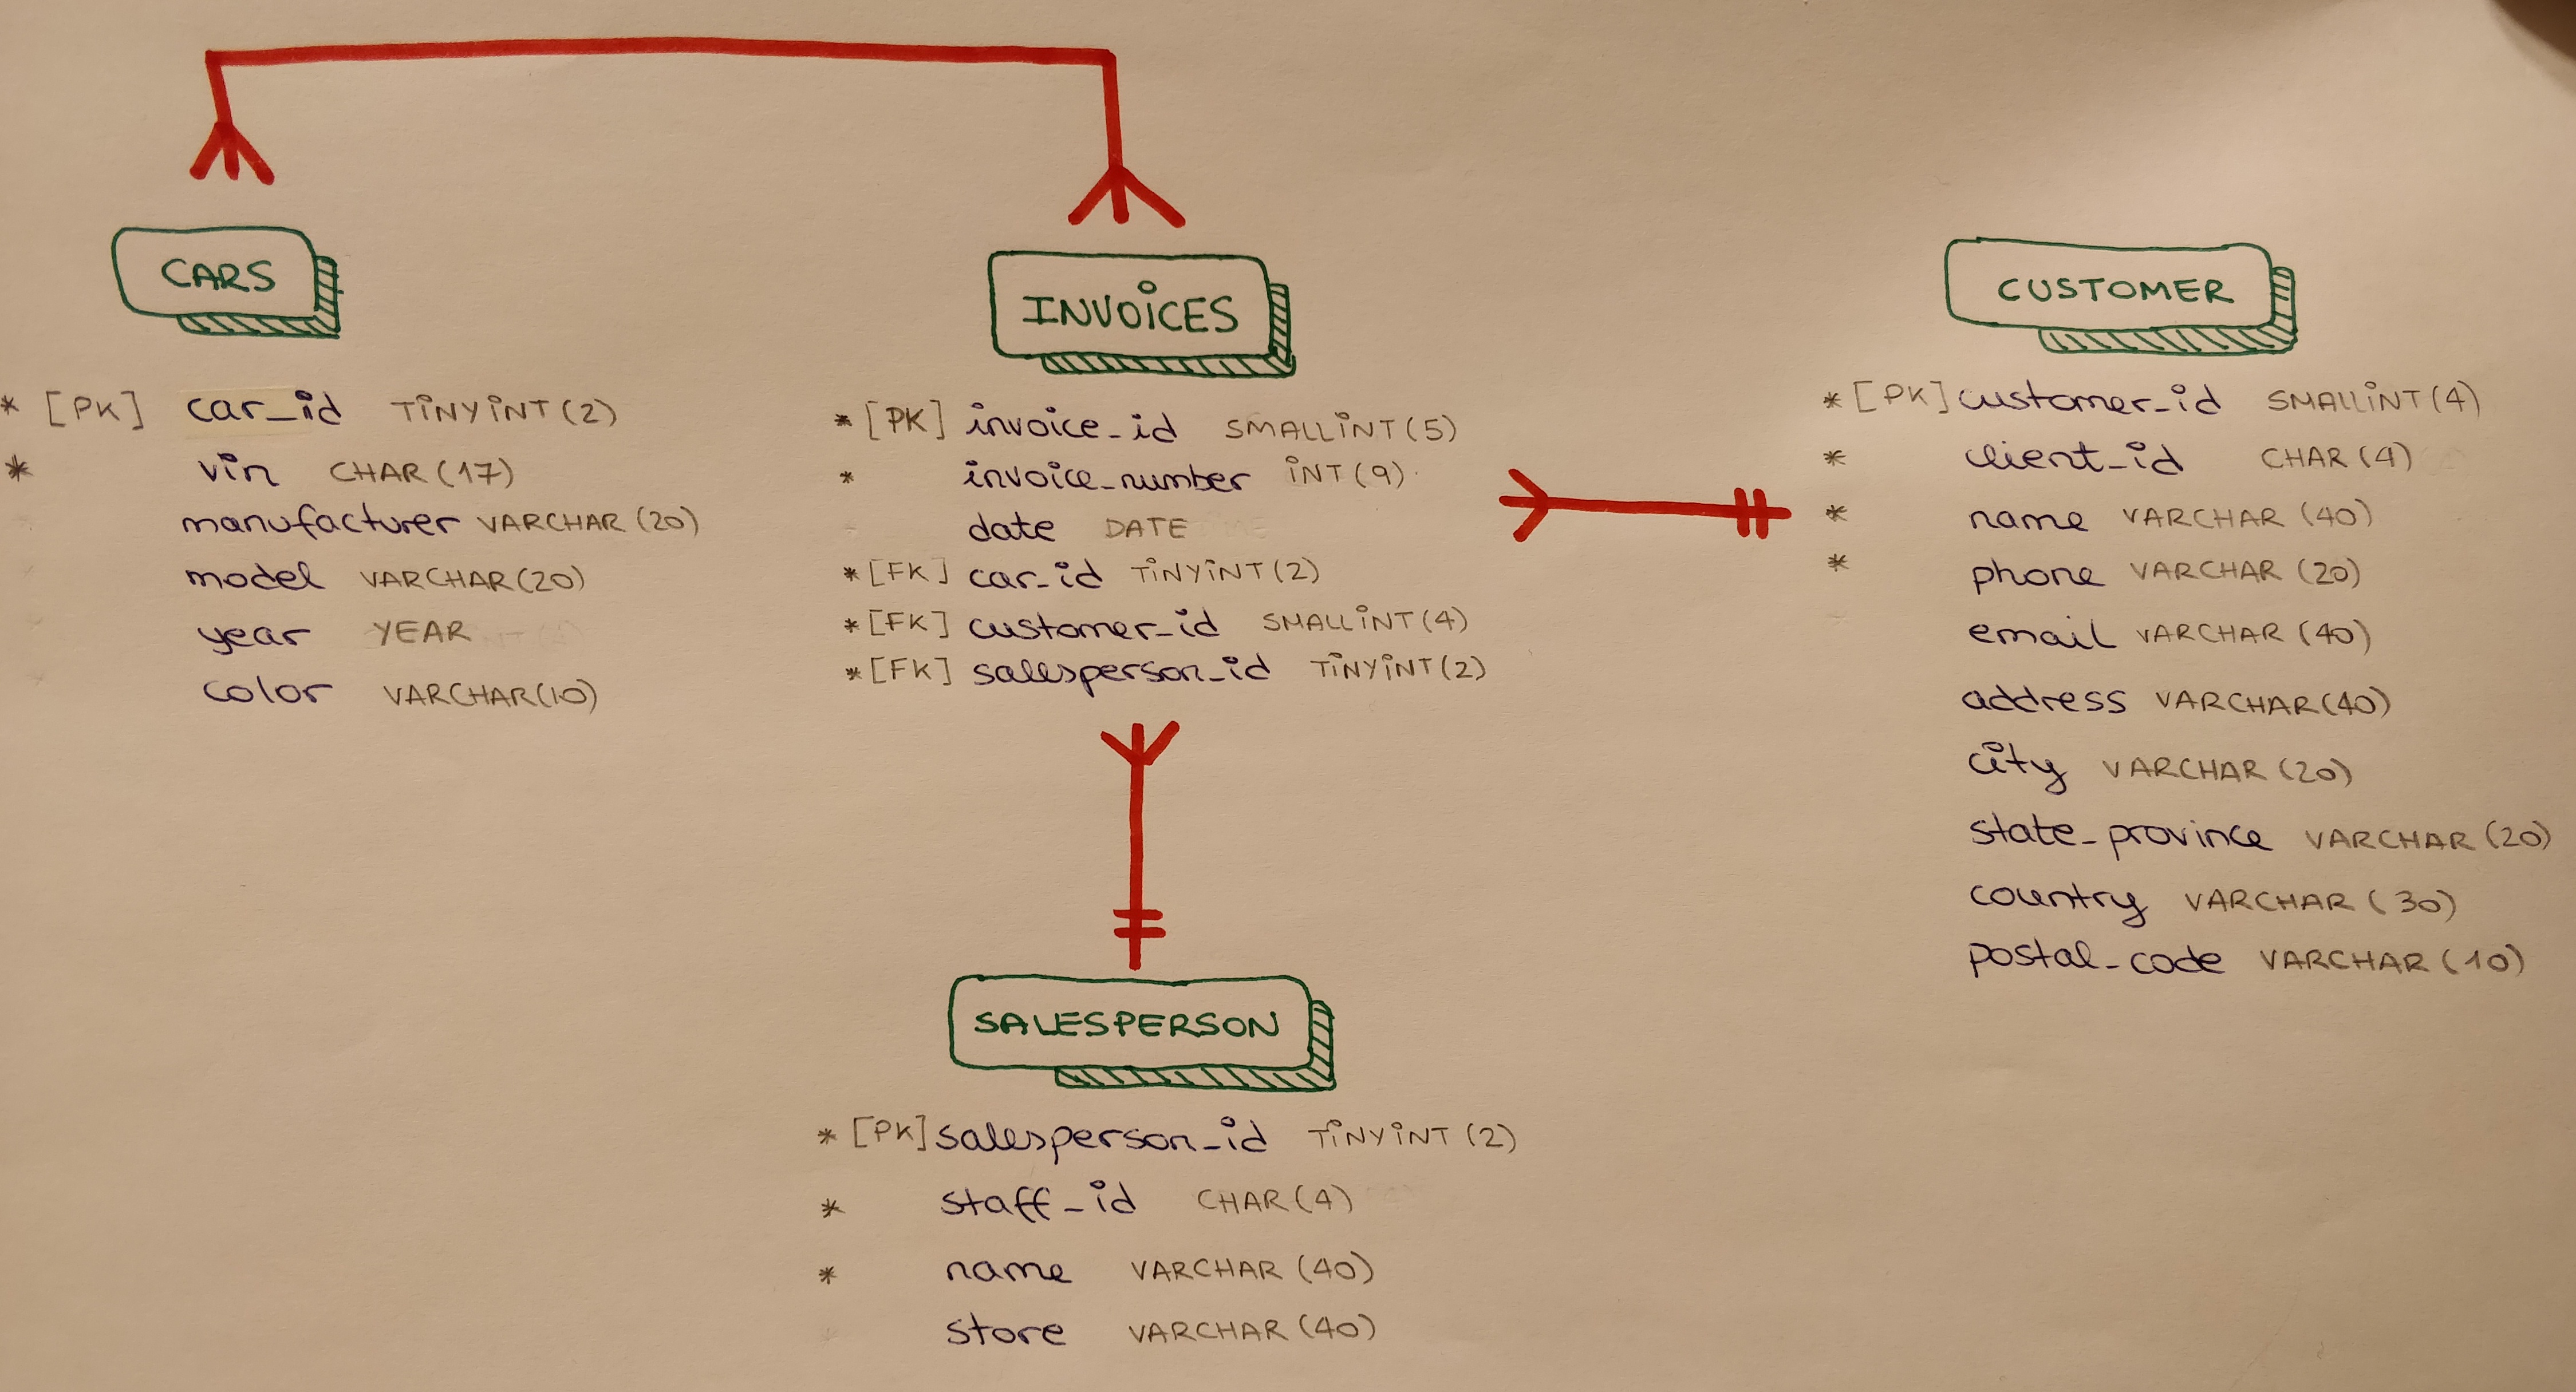 CARS
* [PK] car_id TINYINT(2)
* vin CHAR(17)
manufacturer VARCHAR(20)
model VARCHAR(20)
year YEAR
color VARCHAR(10)
INVOICES
* [PK] invoice_id SMALLINT(5)
* invoice_number INT(9)
date DATE
* [FK] car_id TINYINT(2)
* [FK] customer_id SMALLINT(4)
* [FK] salesperson_id TINYINT(2)
CUSTOMER
* [PK] customer_id SMALLINT(4)
* client_id CHAR(4)
* name VARCHAR (40)
* phone VARCHAR (20)
email VARCHAR (40)
address VARCHAR(40)
city VARCHAR (20)
state_province VARCHAR (20)
country VARCHAR (30)
postal_code VARCHAR (10)
SALESPERSON
* [PK] salesperson_id TINYINT (2)
* staff_id CHAR(4)
* name VARCHAR (40)
store VARCHAR (40)